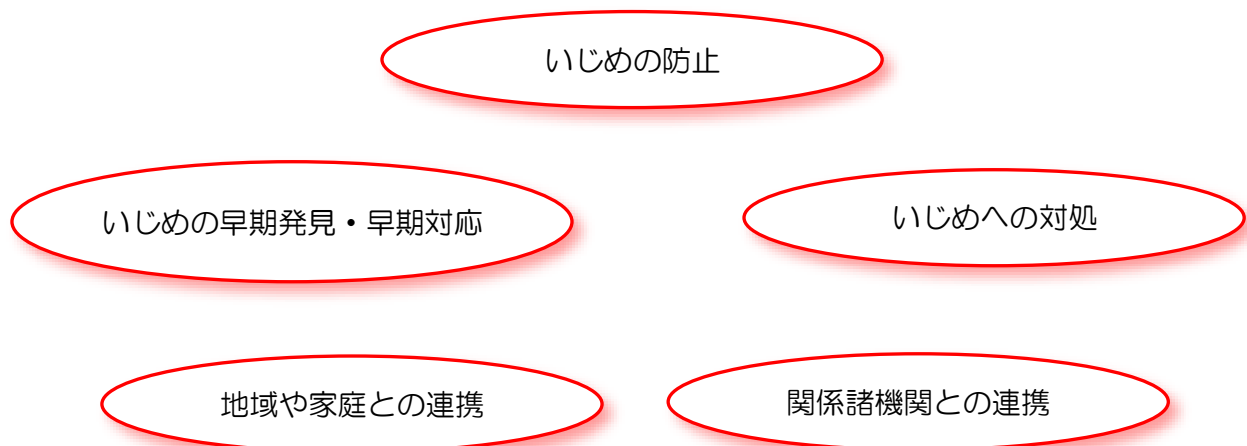 いじめの防止
いじめの早期発見・早期対応
いじめへの対処
地域や家庭との連携
関係諸機関との連携